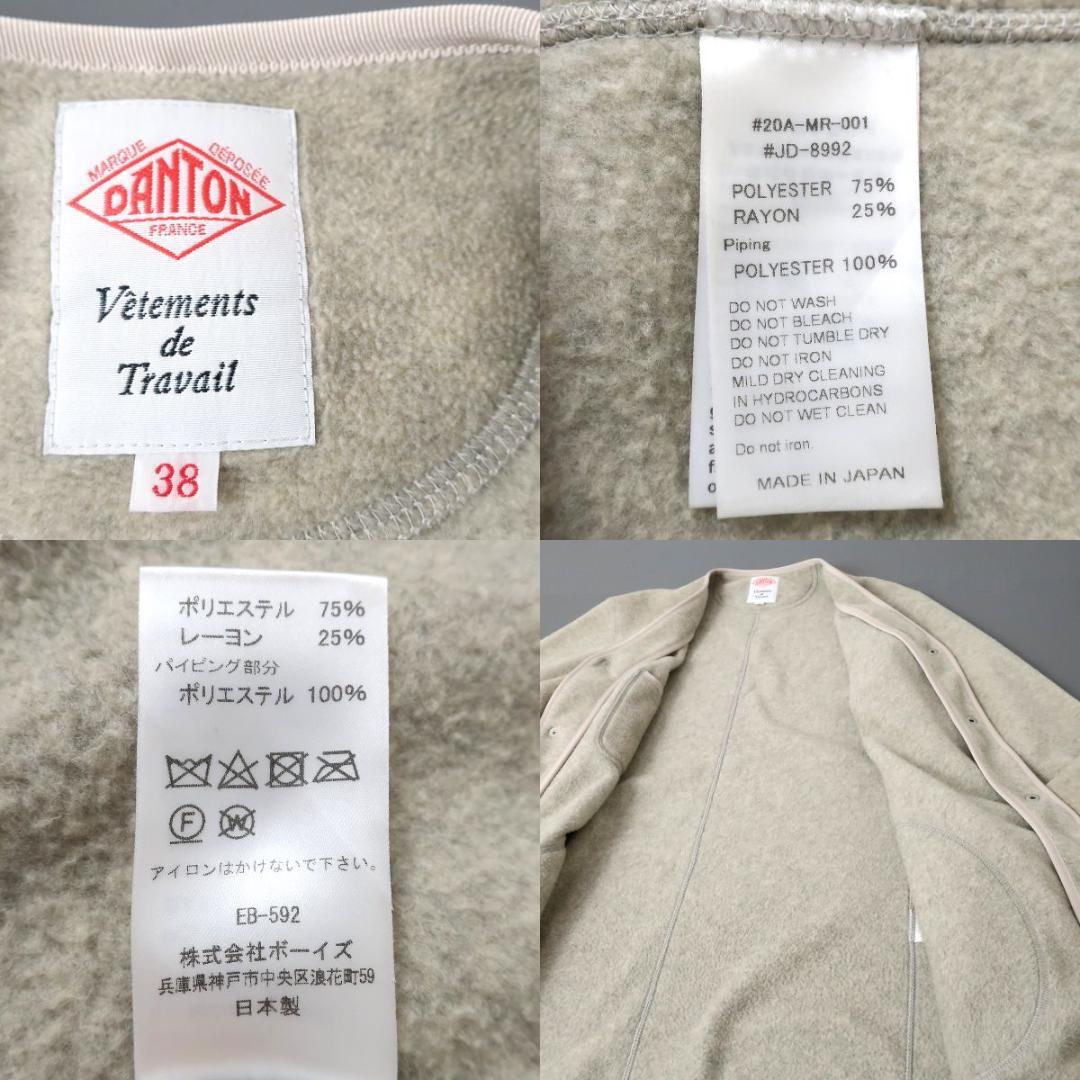 MARQUE DÉPOSÉE
DANTON
FRANCE
Vêtements
de
Travail
38
#20A-MR-001
#JD-8992
POLYESTER 75%
RAYON 25%
Piping
POLYESTER 100%
DO NOT WASH
DO NOT BLEACH
DO NOT TUMBLE DRY
DO NOT IRON
MILD DRY CLEANING
IN HYDROCARBONS
DO NOT WET CLEAN
Do not iron.
MADE IN JAPAN
ポリエステル 75%
レーヨン 25%
パイピング部分
ポリエステル 100%
F W
アイロンはかけないで下さい。
EB-592
株式会社ボーイズ
兵庫県神戸市中央区浪花町59
日本製
DANTON
Vêtements
de
Travail